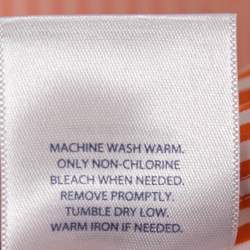 MACHINE WASH WARM.
ONLY NON-CHLORINE
BLEACH WHEN NEEDED.
REMOVE PROMPTLY.
TUMBLE DRY LOW.
WARM IRON IF NEEDED.